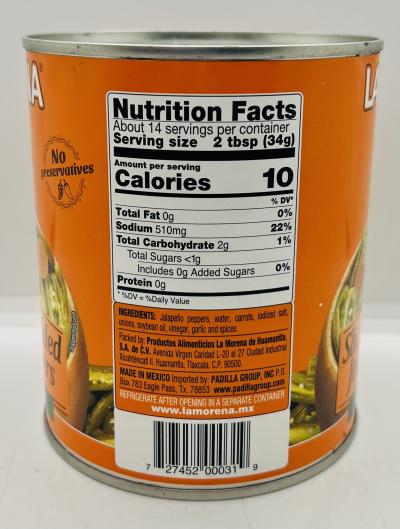 NA
LA
No
preservatives
Nutrition Facts
About 14 servings per container
Serving size 2 tbsp (34g)
Amount per serving
Calories 10
% DV*
Total Fat 0g 0%
Sodium 510mg 22%
Total Carbohydrate 2g 1%
Total Sugars <1g
Includes 0g Added Sugars 0%
Protein 0g
* %DV = %Daily Value
INGREDIENTS: Jalapeño peppers, water, carrots, iodized salt,
onions, soybean oil, vinegar, garlic and spices.
Packed by: Productos Alimenticios La Morena de Huamantla,
S.A. de C.V. Avenida Virgen Caridad L-20 al 27 Ciudad Industrial
Xicohténcatl II, Huamantla, Tlaxcala, C.P. 90500.
MADE IN MEXICO Imported by: PADILLA GROUP, INC P.O.
Box 783 Eagle Pass, Tx. 78853 www.padillagroup.com
REFRIGERATE AFTER OPENING IN A SEPARATE CONTAINER
www.lamorena.mx
7 27452 00031 9